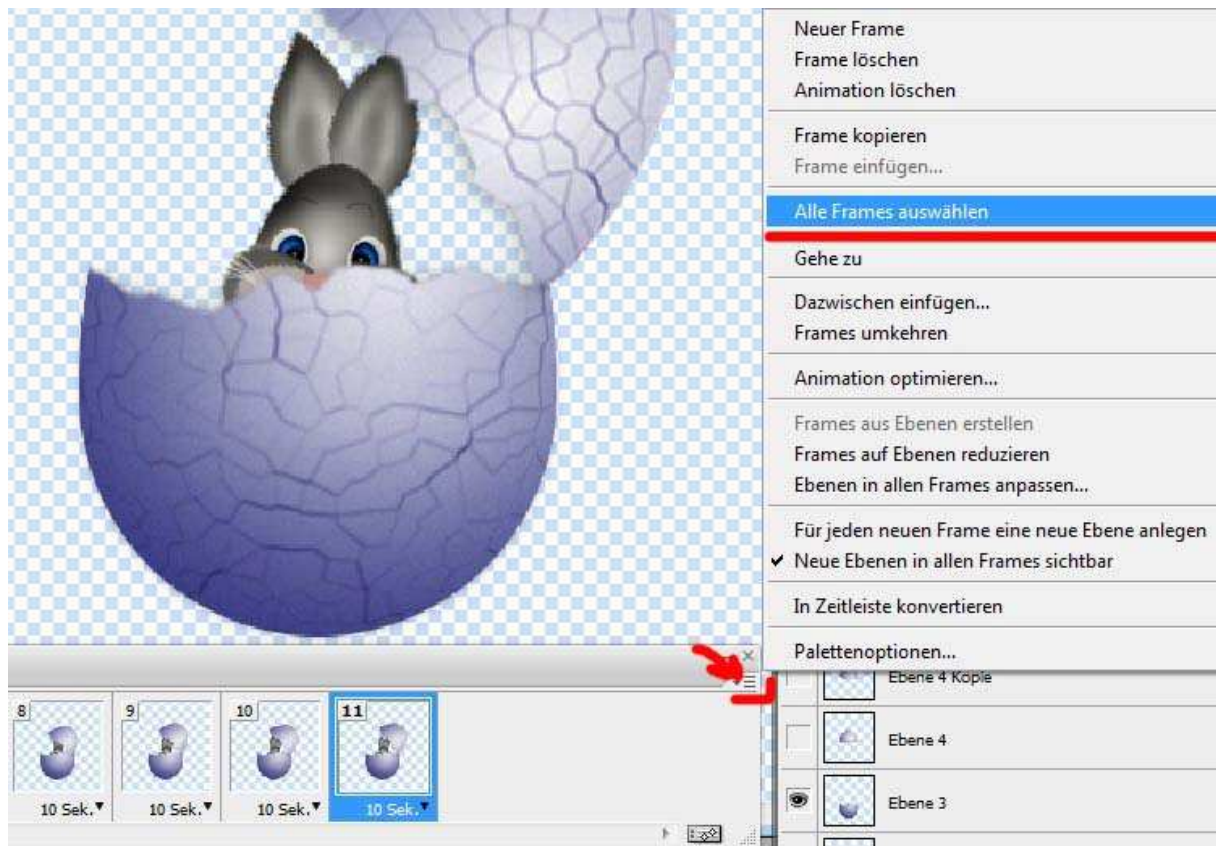 Neuer Frame
Frame löschen
Animation löschen
Frame kopieren
Frame einfügen...
Alle Frames auswählen
Gehe zu
Dazwischen einfügen...
Frames umkehren
Animation optimieren...
Frames aus Ebenen erstellen
Frames auf Ebenen reduzieren
Ebenen in allen Frames anpassen...
Für jeden neuen Frame eine neue Ebene anlegen
Neue Ebenen in allen Frames sichtbar
In Zeitleiste konvertieren
Palettenoptionen...
Ebene 4 Kopie
Ebene 4
Ebene 3
8 9 10 11
10 Sek. 10 Sek. 10 Sek. 10 Sek.